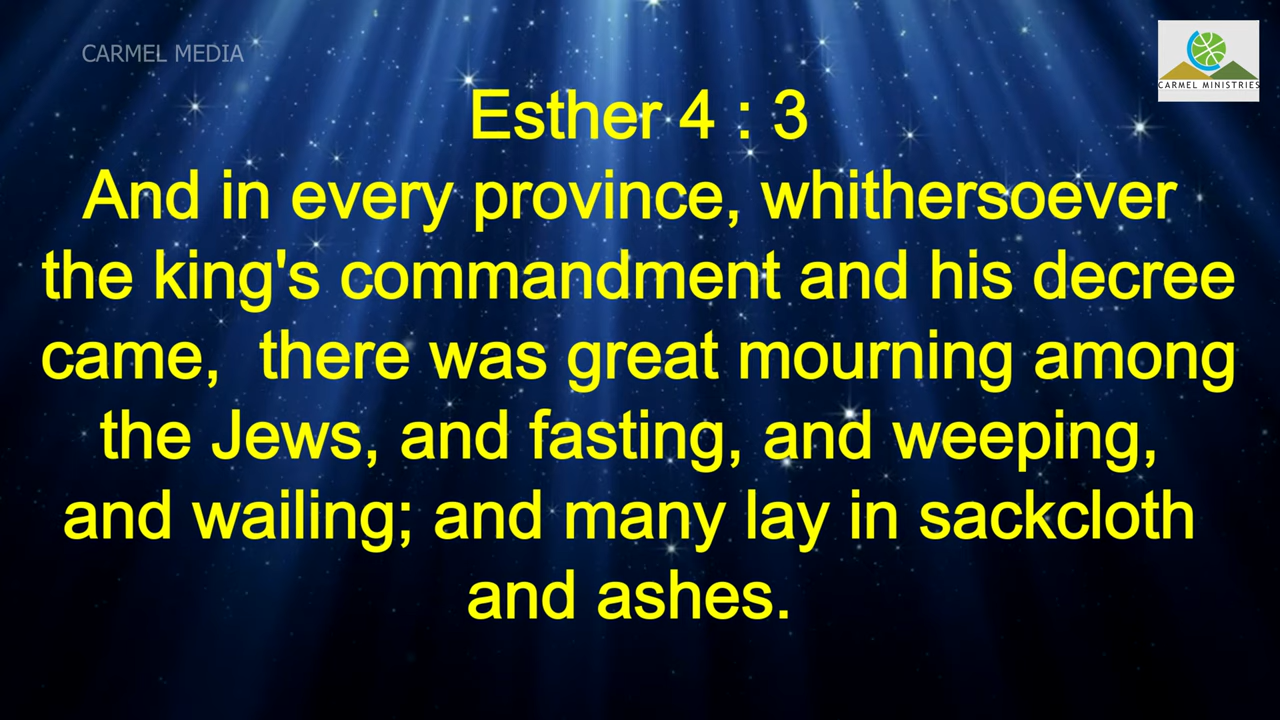 CARMEL MEDIA
CARMEL MINISTRIES
Esther 4 : 3
And in every province, whithersoever
the king's commandment and his decree
came,  there was great mourning among
the Jews, and fasting, and weeping,
and wailing; and many lay in sackcloth
and ashes.